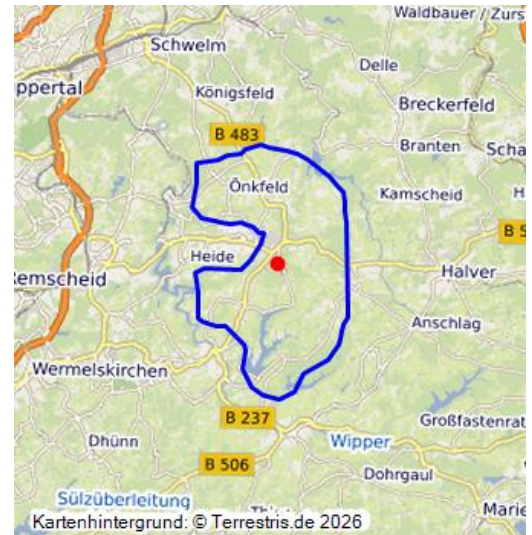 Waldbauer / Zurs
Schwelm
Delle
uppertal
Königsfeld
Breckerfeld
B 483
Branten
Scha
Önkfeld
Kamscheid
H
B 5
Heide
Remscheid
Halver
Anschlag
Wermelskirchen
B 237
Großfastenrat
Dhünn
Wipper
B 506
Dohrgaul
Sülzüberleitung
Marie
Kartenhintergrund: © Terrestris.de 2026